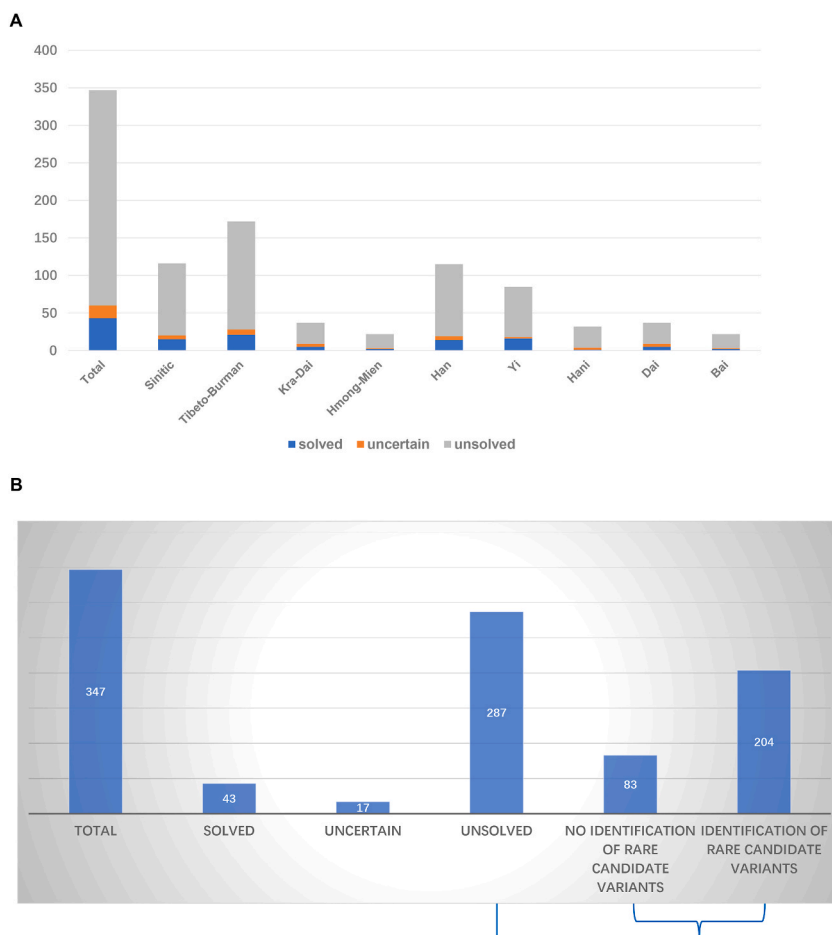 A
400
350
300
250
200
150
100
50
0
Total
Sinitic
Tibeto-Burman
Kra-Dai
Hmong-Mien
Han
Yi
Hani
Dai
Bai
solved uncertain unsolved
B
347
43
17
287
83
204
TOTAL
SOLVED
UNCERTAIN
UNSOLVED
NO IDENTIFICATION
OF RARE
CANDIDATE
VARIANTS
IDENTIFICATION OF
RARE CANDIDATE
VARIANTS